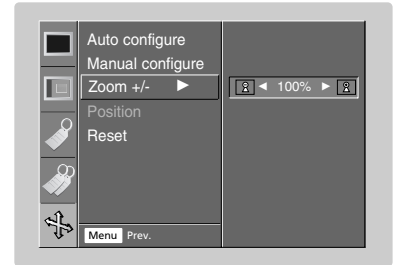 Auto configure
Manual configure
Zoom +/- ▶ ◄ 100% ►
Position
Reset
Menu Prev.